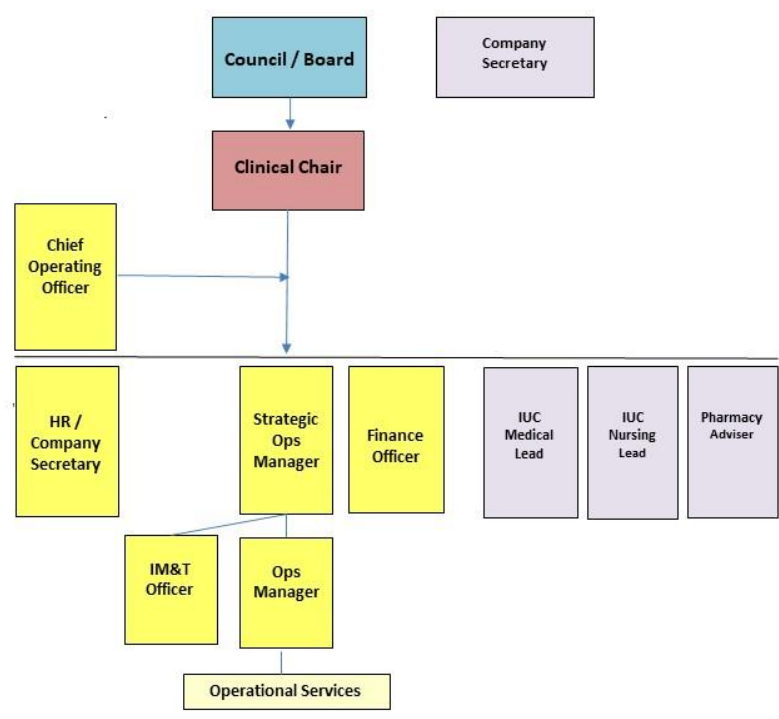 Council / Board
Company
Secretary
Clinical Chair
Chief
Operating
Officer
HR /
Company
Secretary
Strategic
Ops
Manager
Finance
Officer
IUC
Medical
Lead
IUC
Nursing
Lead
Pharmacy
Adviser
IM&T
Officer
Ops
Manager
Operational Services